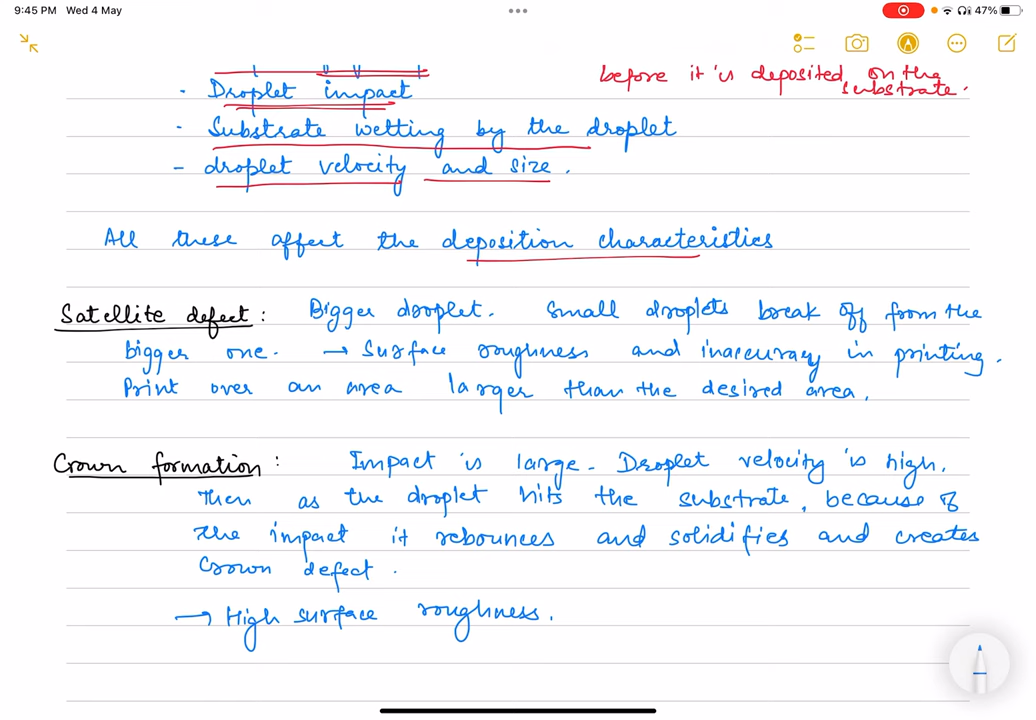 9:45 PM Wed 4 May
47%
before it is deposited on the
substrate.
· Droplet impact
- Substrate wetting by the droplet
- droplet velocity and size.
All these affect the deposition characteristics
Satellite defect: Bigger droplet. Small droplets break off from the
bigger one. → Surface roughness and inaccuracy in printing.
Print over an area larger than the desired area.
Crown formation: Impact is large. Droplet velocity is high.
Then as the droplet hits the substrate, because of
the impact it rebounces and solidifies and creates
Crown defect.
→ High surface roughness.